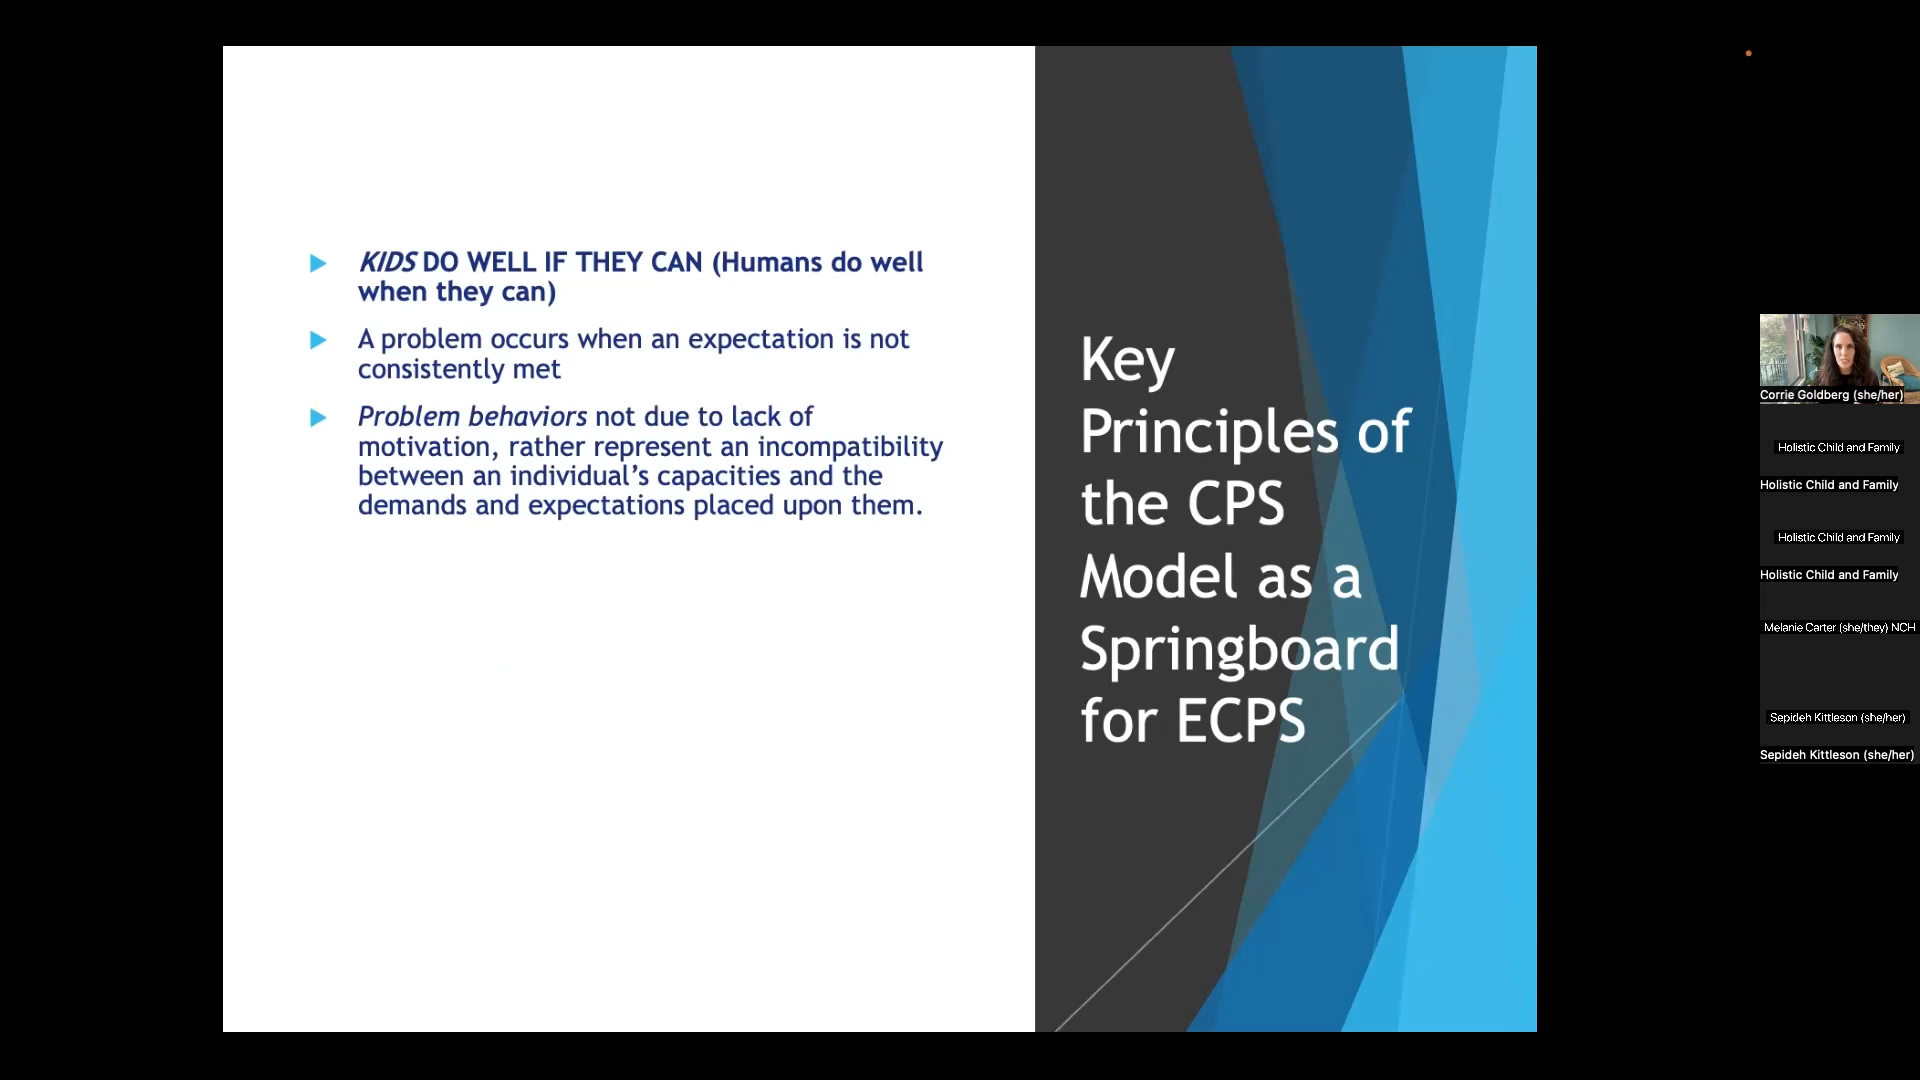 KIDS DO WELL IF THEY CAN (Humans do well
when they can)
A problem occurs when an expectation is not
consistently met
Problem behaviors not due to lack of
motivation, rather represent an incompatibility
between an individual’s capacities and the
demands and expectations placed upon them.
Key
Principles of
the CPS
Model as a
Springboard
for ECPS
Corrie Goldberg (she/her)
Holistic Child and Family
Holistic Child and Family
Holistic Child and Family
Holistic Child and Family
Melanie Carter (she/they) NCH
Sepideh Kittleson (she/her)
Sepideh Kittleson (she/her)